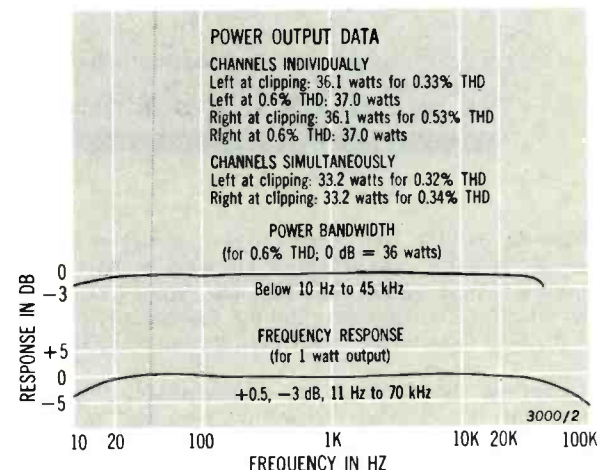 POWER OUTPUT DATA
CHANNELS INDIVIDUALLY
Left at clipping: 36.1 watts for 0.33% THD
Left at 0.6% THD: 37.0 watts
Right at clipping: 36.1 watts for 0.53% THD
Right at 0.6% THD: 37.0 watts
CHANNELS SIMULTANEOUSLY
Left at clipping: 33.2 watts for 0.32% THD
Right at clipping: 33.2 watts for 0.34% THD
POWER BANDWIDTH
(for 0.6% THD; 0 dB = 36 watts)
0
−3
Below 10 Hz to 45 kHz
RESPONSE IN DB
FREQUENCY RESPONSE
+5
(for 1 watt output)
0
+0.5, −3 dB, 11 Hz to 70 kHz
−5
3000/2
10 20 100 1K 10K 20K 100K
FREQUENCY IN HZ